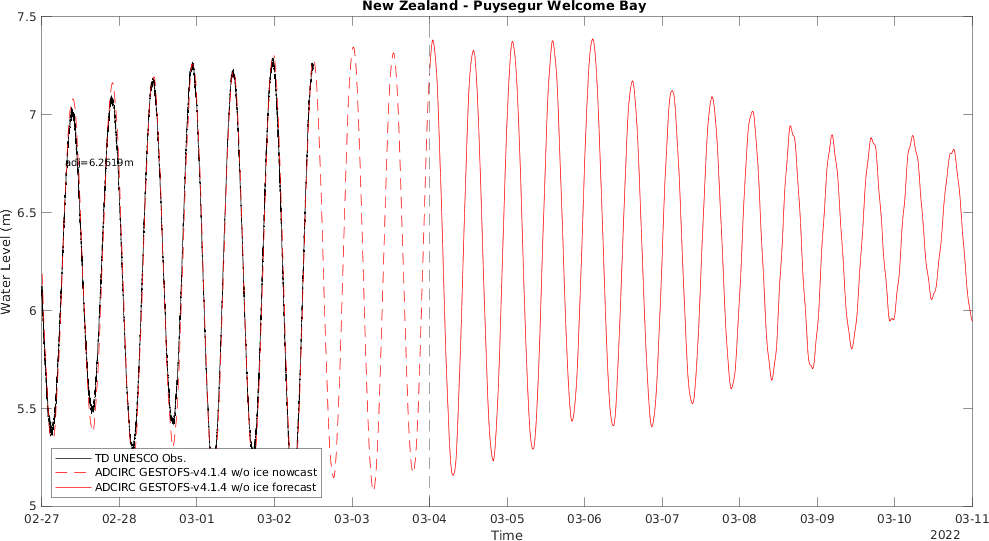 New Zealand - Puysegur Welcome Bay
7.5
7
6.5
6
5.5
5
Water Level (m)
adj=6.2619m
TD UNESCO Obs.
ADCIRC GESTOFS-v4.1.4 w/o ice nowcast
ADCIRC GESTOFS-v4.1.4 w/o ice forecast
02-27 02-28 03-01 03-02 03-03 03-04 03-05 03-06 03-07 03-08 03-09 03-10 03-11
Time
2022